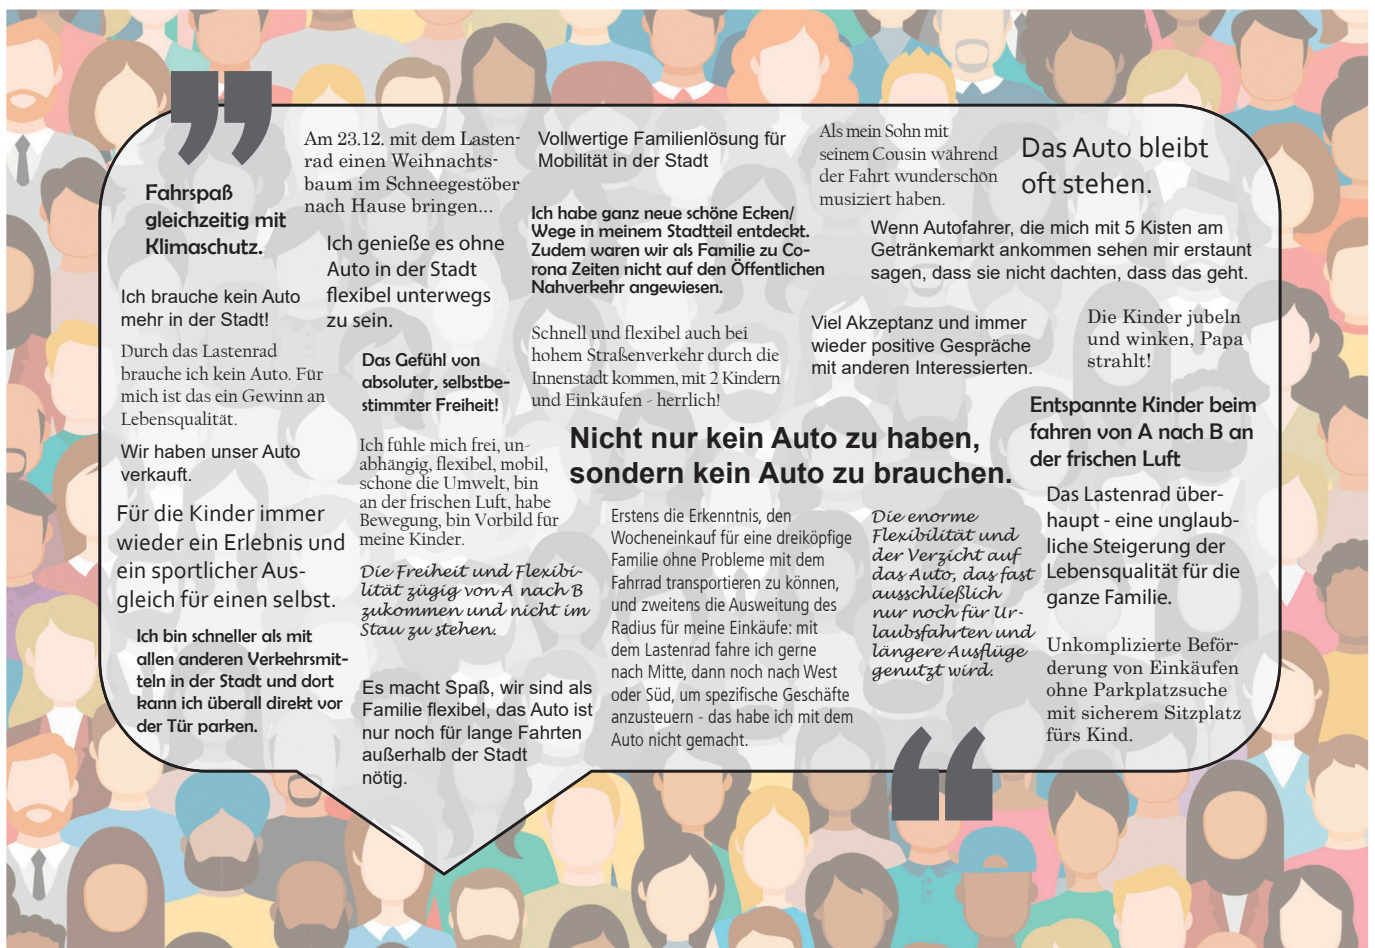 Fahrspaß
gleichzeitig mit
Klimaschutz.
Ich brauche kein Auto
mehr in der Stadt!
Durch das Lastenrad
brauche ich kein Auto. Für
mich ist das ein Gewinn an
Lebensqualität.
Wir haben unser Auto
verkauft.
Für die Kinder immer
wieder ein Erlebnis und
ein sportlicher Aus-
gleich für einen selbst.
Ich bin schneller als mit
allen anderen Verkehrsmit-
teln in der Stadt und dort
kann ich überall direkt vor
der Tür parken.
Am 23.12. mit dem Lasten-
rad einen Weihnachts-
baum im Schneegestöber
nach Hause bringen...
Ich genieße es ohne
Auto in der Stadt
flexibel unterwegs
zu sein.
Das Gefühl von
absoluter, selbstbe-
stimmter Freiheit!
Ich fühle mich frei, un-
abhängig, flexibel, mobil,
schone die Umwelt, bin
an der frischen Luft, habe
Bewegung, bin Vorbild für
meine Kinder.
Die Freiheit und Flexibi-
lität zügig von A nach B
zukommen und nicht im
Stau zu stehen.
Es macht Spaß, wir sind als
Familie flexibel, das Auto ist
nur noch für lange Fahrten
außerhalb der Stadt
nötig.
Vollwertige Familienlösung für
Mobilität in der Stadt
Ich habe ganz neue schöne Ecken/
Wege in meinem Stadtteil entdeckt.
Zudem waren wir als Familie zu Co-
rona Zeiten nicht auf den Öffentlichen
Nahverkehr angewiesen.
Schnell und flexibel auch bei
hohem Straßenverkehr durch die
Innenstadt kommen, mit 2 Kindern
und Einkäufen - herrlich!
Nicht nur kein Auto zu haben,
sondern kein Auto zu brauchen.
Erstens die Erkenntnis, den
Wocheneinkauf für eine dreiköpfige
Familie ohne Probleme mit dem
Fahrrad transportieren zu können,
und zweitens die Ausweitung des
Radius für meine Einkäufe: mit
dem Lastenrad fahre ich gerne
nach Mitte, dann noch nach West
oder Süd, um spezifische Geschäfte
anzusteuern - das habe ich mit dem
Auto nicht gemacht.
Als mein Sohn mit
seinem Cousin während
der Fahrt wunderschön
musiziert haben.
Das Auto bleibt
oft stehen.
Wenn Autofahrer, die mich mit 5 Kisten am
Getränkemarkt ankommen sehen mir erstaunt
sagen, dass sie nicht dachten, dass das geht.
Viel Akzeptanz und immer
wieder positive Gespräche
mit anderen Interessierten.
Die Kinder jubeln
und winken, Papa
strahlt!
Entspannte Kinder beim
fahren von A nach B an
der frischen Luft
Die enorme
Flexibilität und
der Verzicht auf
das Auto, das fast
ausschließlich
nur noch für Ur-
laubsfahrten und
längere Ausflüge
genutzt wird.
Das Lastenrad über-
haupt - eine unglaub-
liche Steigerung der
Lebensqualität für die
ganze Familie.
Unkomplizierte Beför-
derung von Einkäufen
ohne Parkplatzsuche
mit sicherem Sitzplatz
fürs Kind.